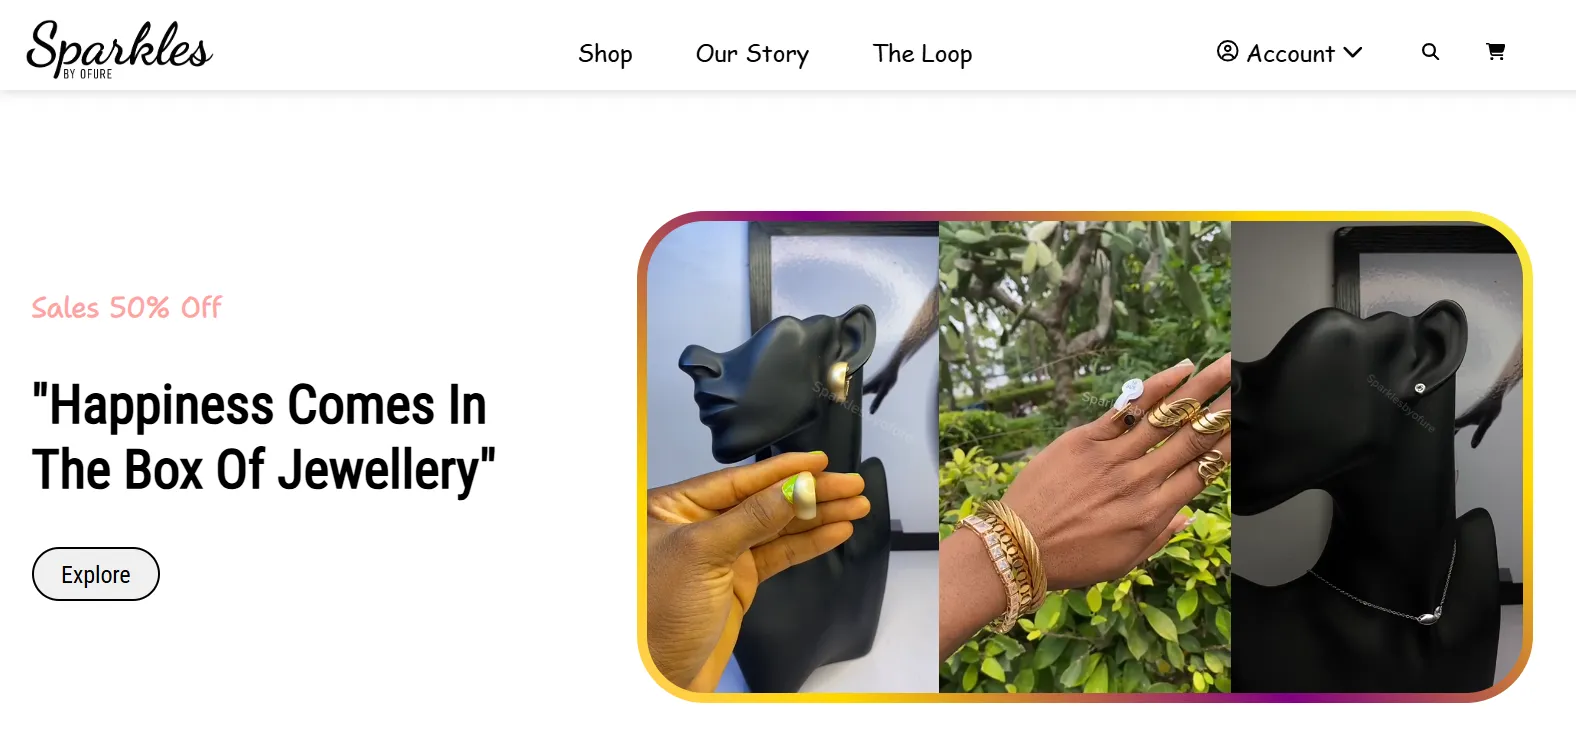 Sparkles
BY OFURE
Shop
Our Story
The Loop
Account
Sales 50% Off
"Happiness Comes In
The Box Of Jewellery"
Explore
Sparklesbyofure
Sparklesbyofure
Sparklesbyofure